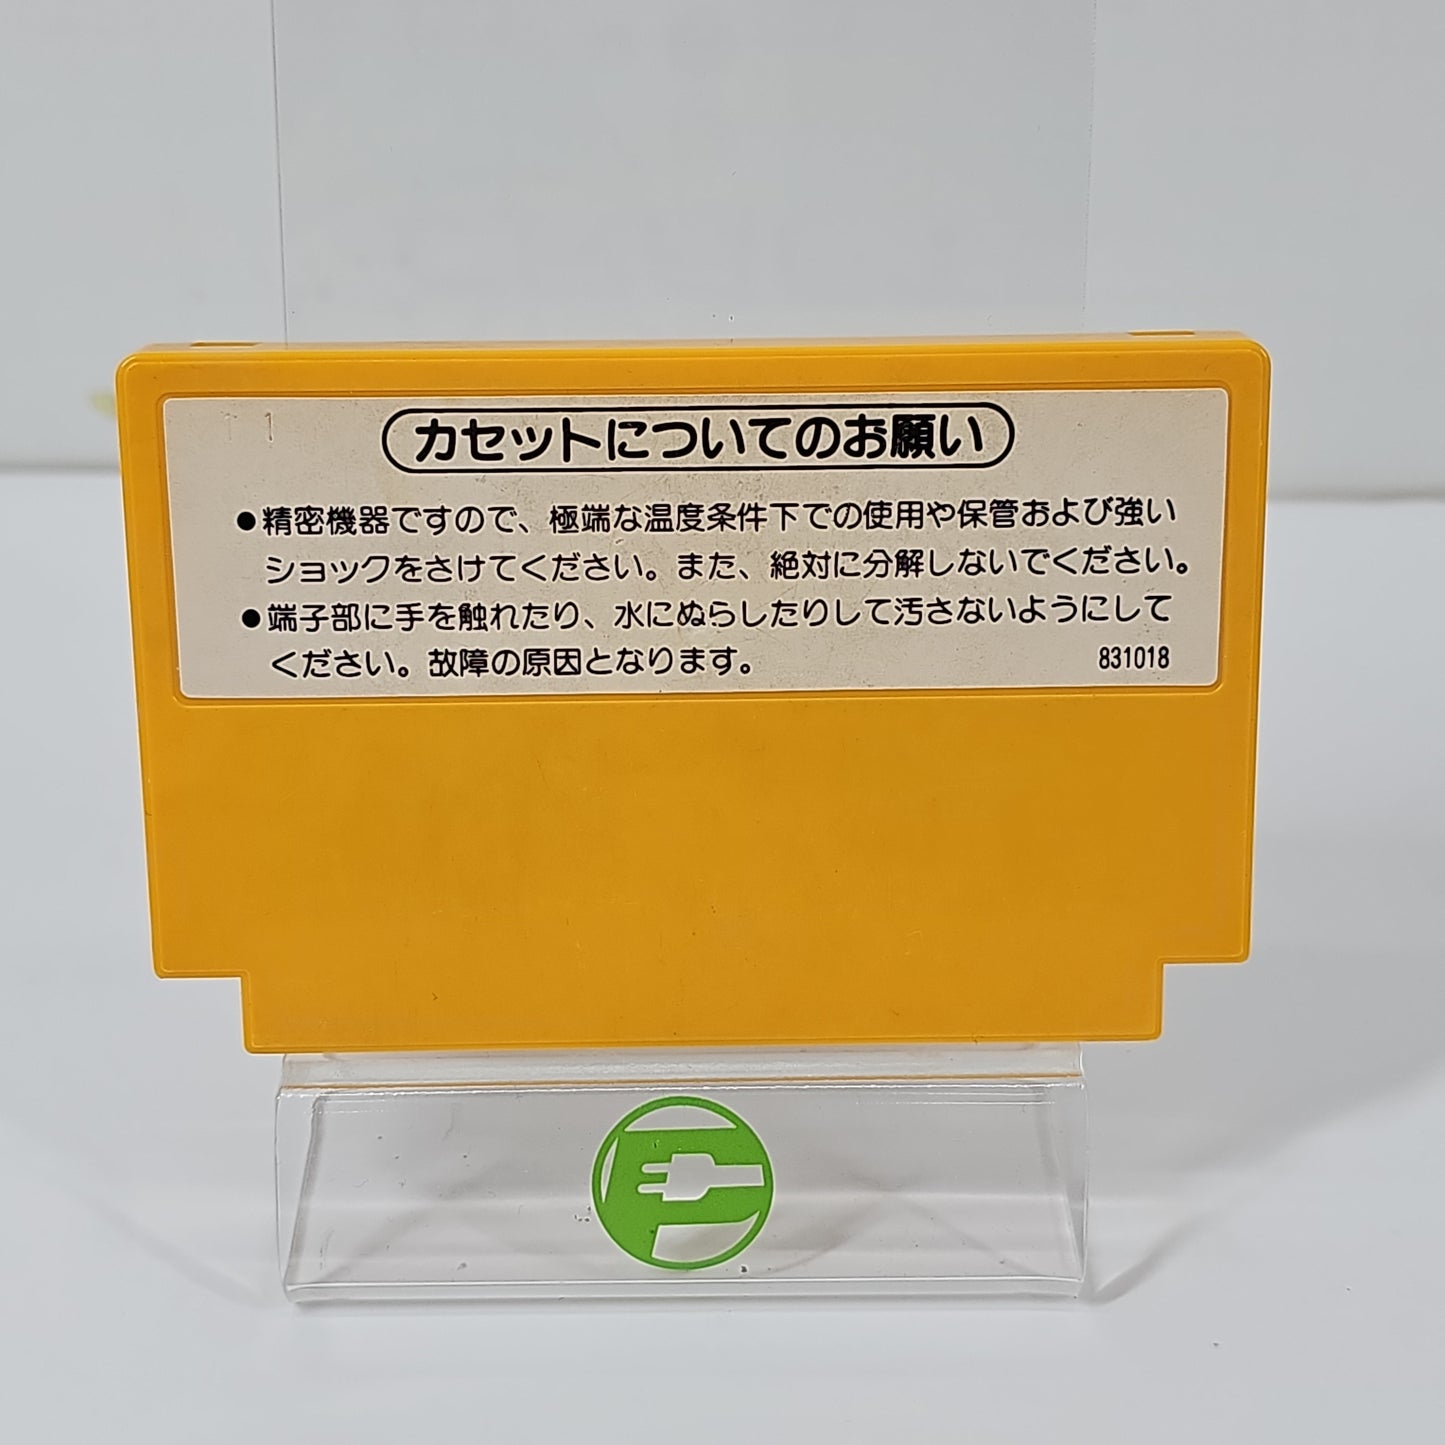 カセットについてのお願い
●精密機器ですので、極端な温度条件下での使用や保管および強い
ショックをさけてください。また、絶対に分解しないでください。
●端子部に手を触れたり、水にぬらしたりして汚さないようにして
ください。故障の原因となります。
831018